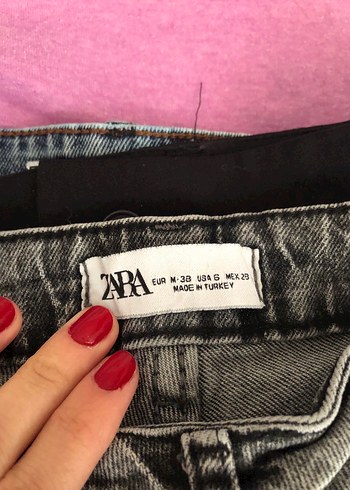 ZARA EUR M·38 USA 6 MEX 28
MADE IN TURKEY